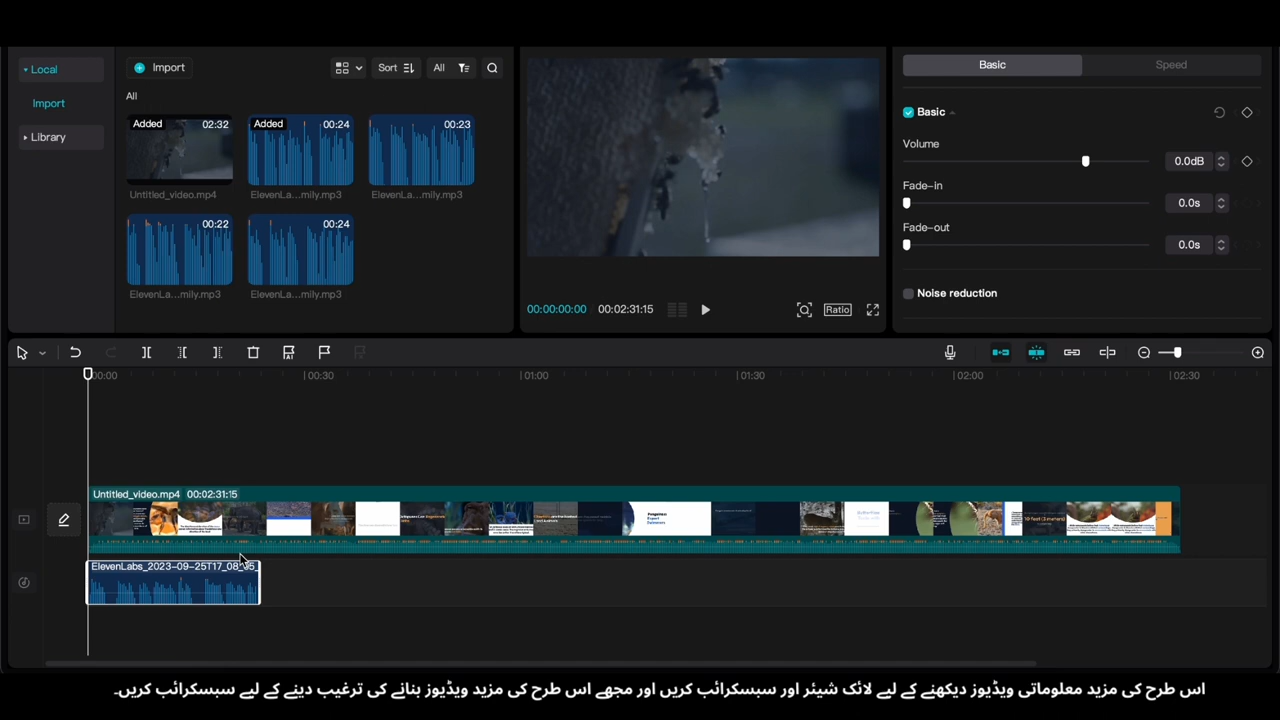 Local
Import
Library
Import
Sort
All
All
Added 02:32
Untitled_video.mp4
Added 00:24
ElevenLa...mily.mp3
00:23
ElevenLa...mily.mp3
00:22
ElevenLa...mily.mp3
00:24
ElevenLa...mily.mp3
00:00:00:00 00:02:31:15
Ratio
Basic Speed
Basic
Volume
0.0dB
Fade-in
0.0s
Fade-out
0.0s
Noise reduction
00:00 00:30 01:00 01:30 02:00 02:30
Untitled_video.mp4 00:02:31:15
اس طرح کی مزید معلوماتی ویڈیوز دیکھنے کے لیے لائک شیئر اور سبسکرائب کریں اور مجھے اس طرح کی مزید ویڈیوز بنانے کی ترغیب دینے کے لیے سبسکرائب کریں۔